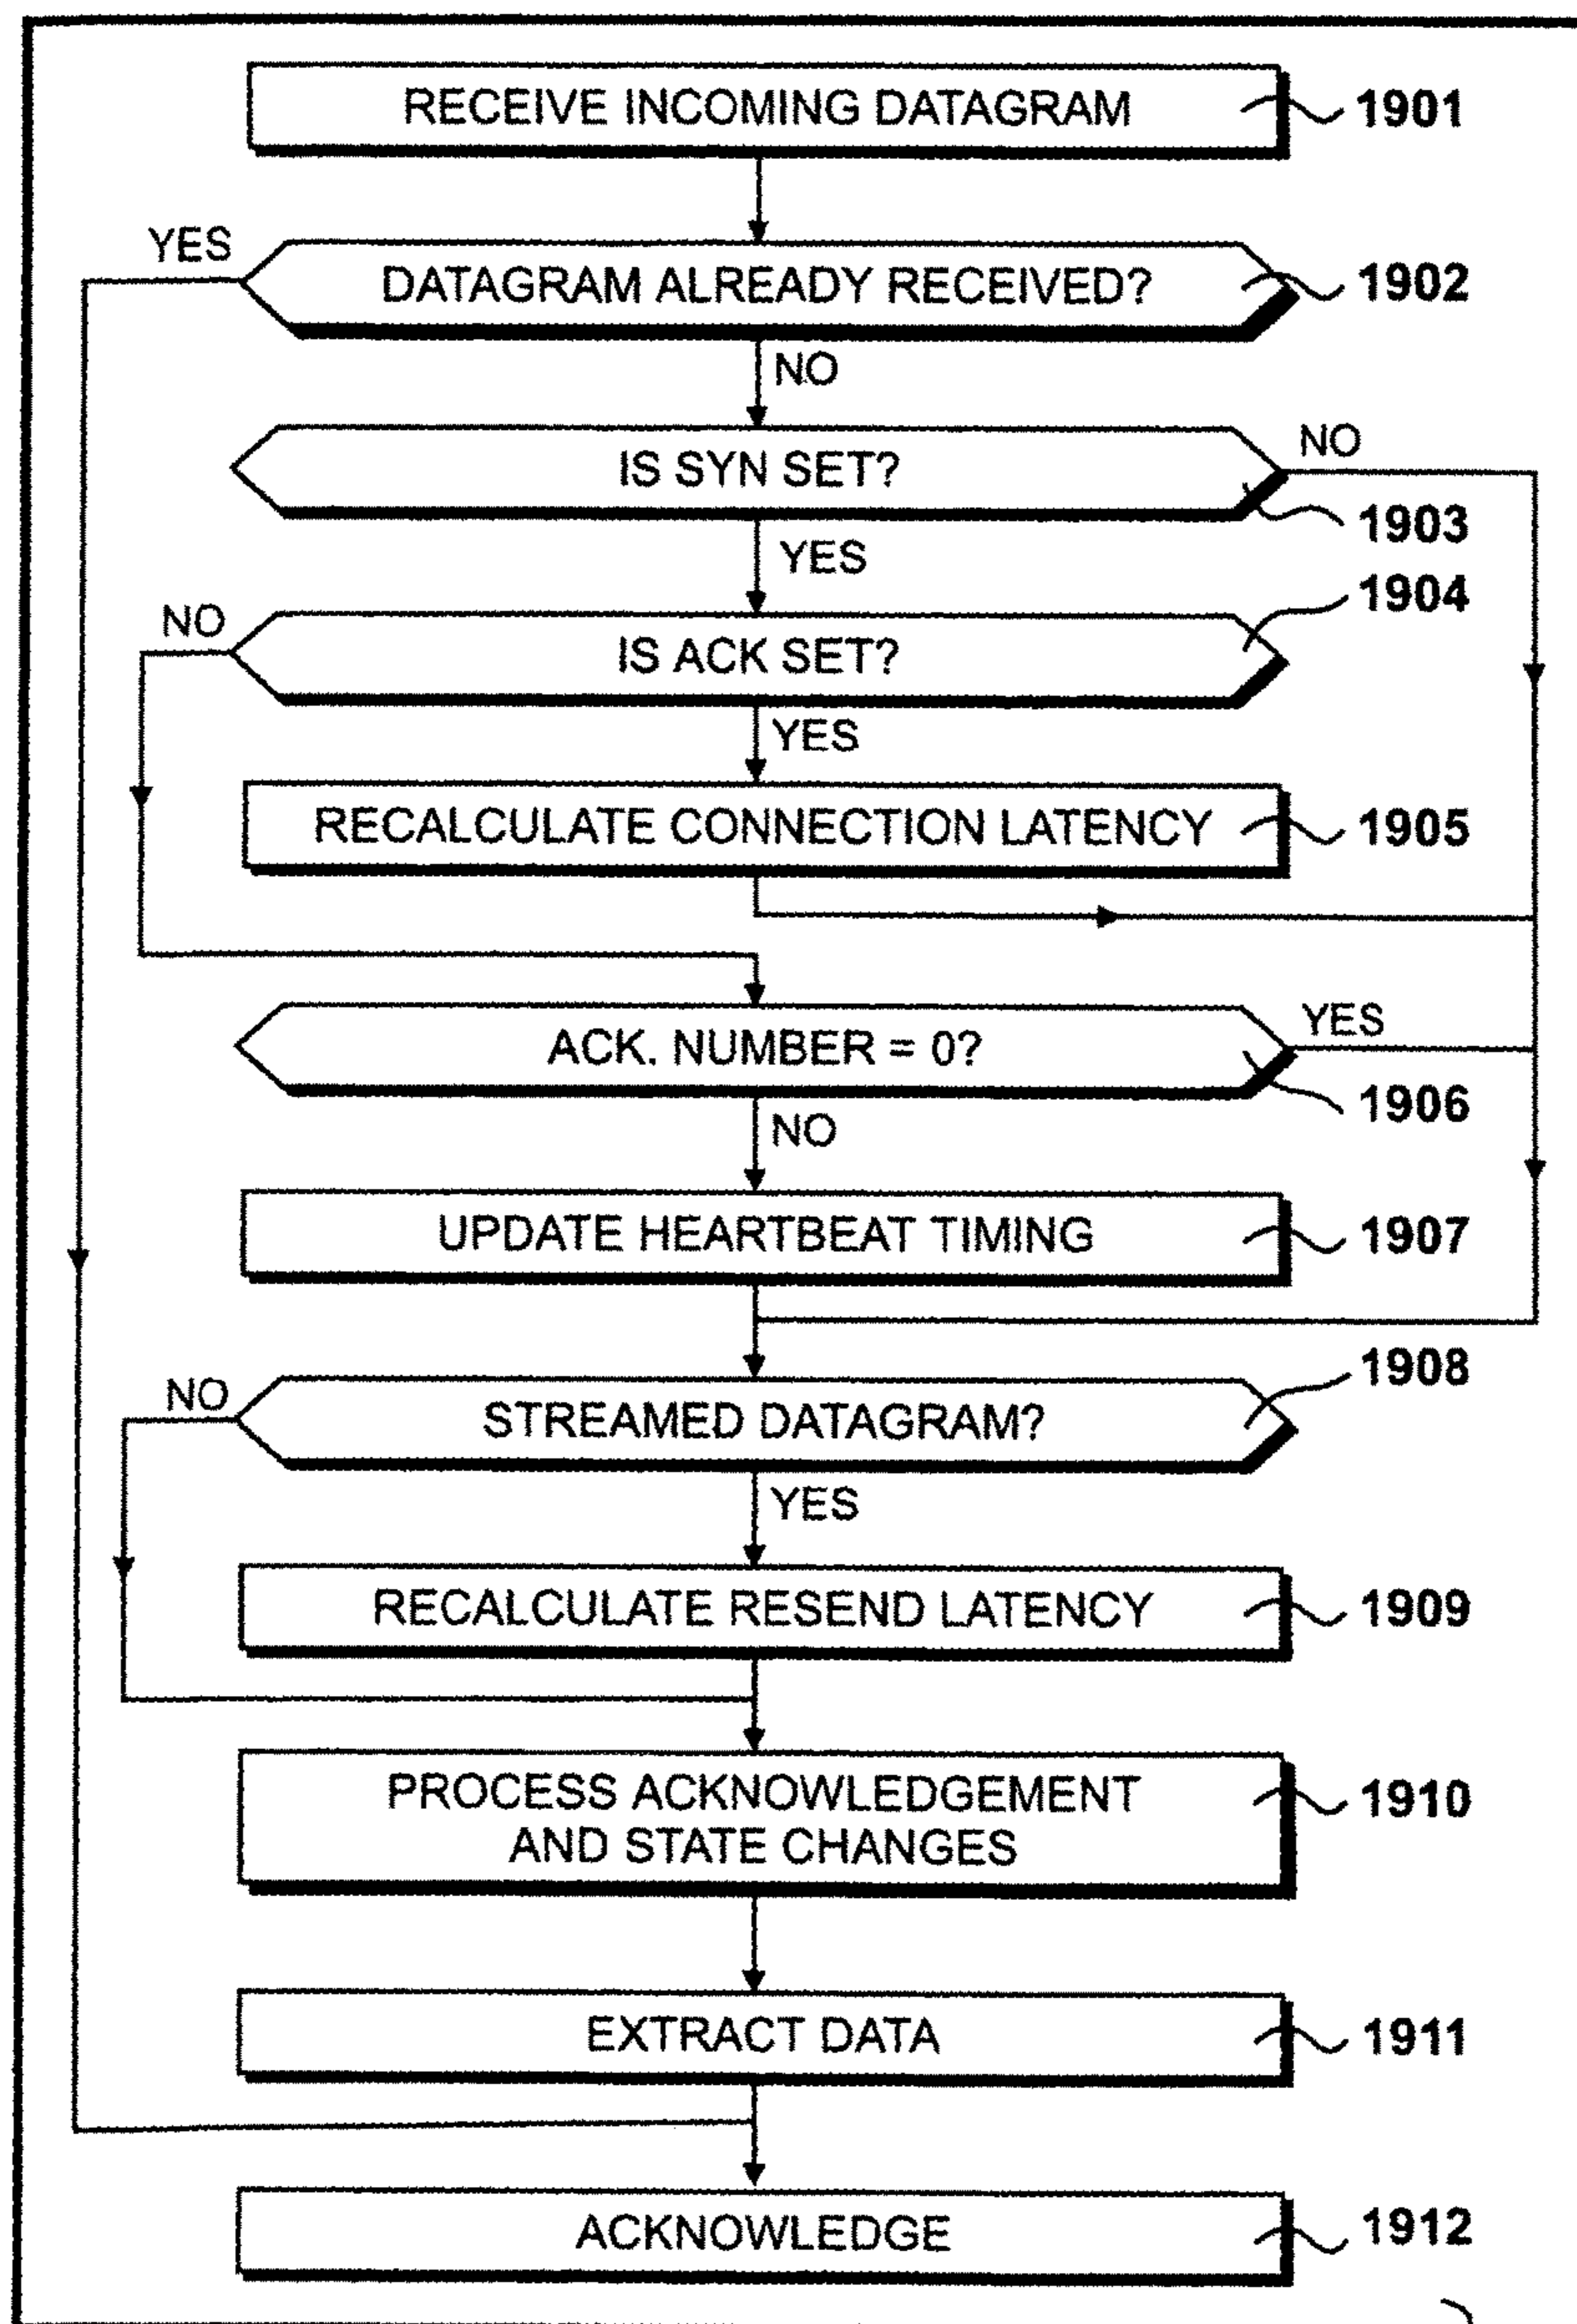 RECEIVE INCOMING DATAGRAM
1901
YES
DATAGRAM ALREADY RECEIVED?
1902
NO
IS SYN SET?
NO
1903
YES
1904
NO
IS ACK SET?
YES
RECALCULATE CONNECTION LATENCY
1905
ACK. NUMBER = 0?
YES
1906
NO
UPDATE HEARTBEAT TIMING
1907
1908
NO
STREAMED DATAGRAM?
YES
RECALCULATE RESEND LATENCY
1909
PROCESS ACKNOWLEDGEMENT
AND STATE CHANGES
1910
EXTRACT DATA
1911
ACKNOWLEDGE
1912